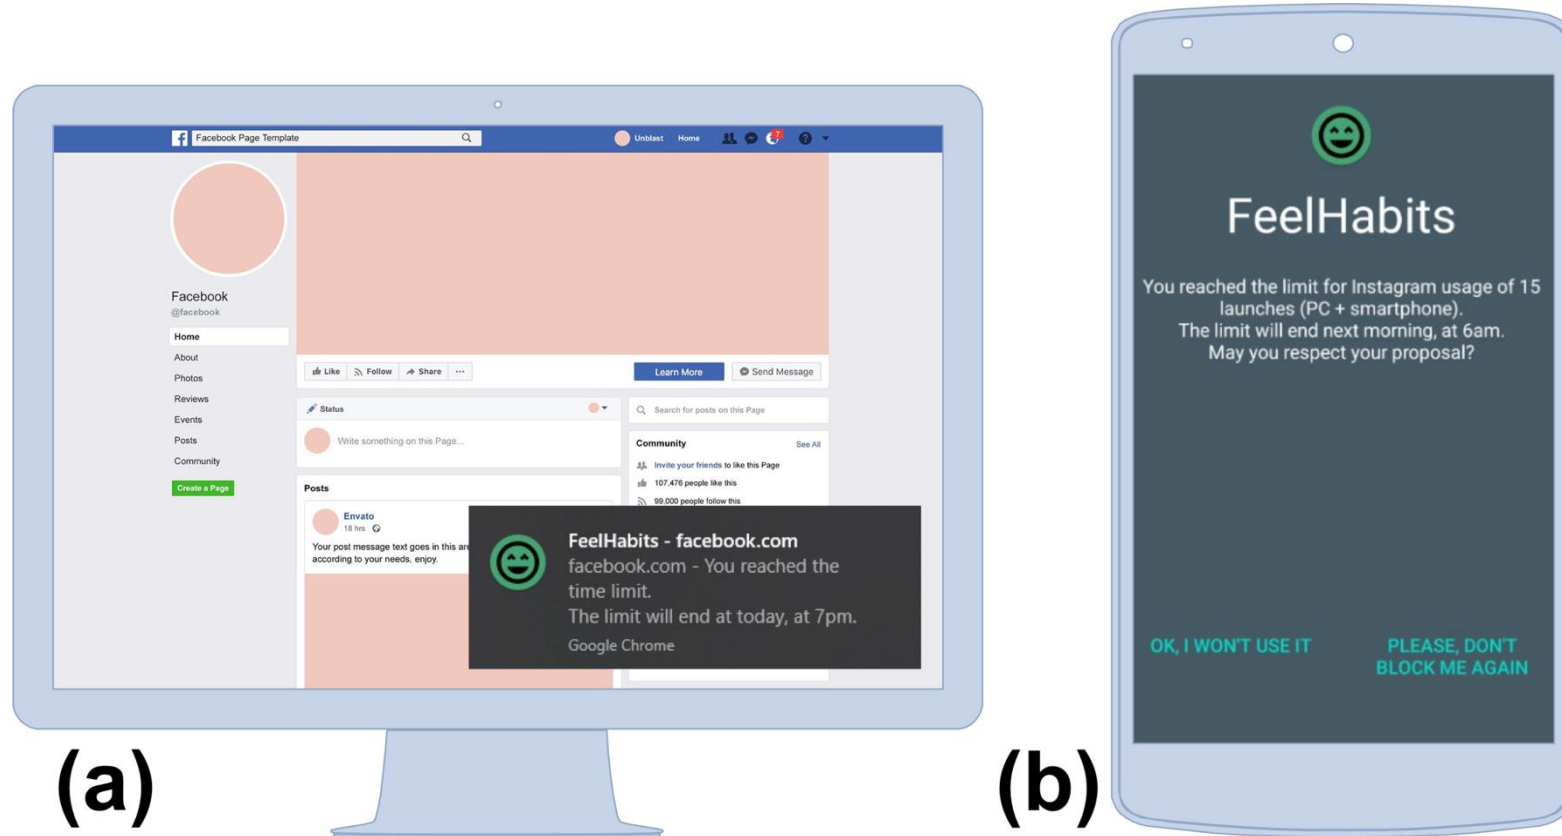 Facebook Page Template
Unblast Home
7
?
Facebook
@facebook
Home
About
Photos
Reviews
Events
Posts
Community
Create a Page
Like Follow Share ...
Learn More Send Message
Status
Write something on this Page...
Search for posts on this Page
Community See All
Invite your friends to like this Page
107,476 people like this
99,000 people follow this
Posts
Envato
18 hrs
Your post message text goes in this are
according to your needs, enjoy.
FeelHabits - facebook.com
facebook.com - You reached the
time limit.
The limit will end at today, at 7pm.
Google Chrome
(a)
FeelHabits
You reached the limit for Instagram usage of 15
launches (PC + smartphone).
The limit will end next morning, at 6am.
May you respect your proposal?
OK, I WON'T USE IT
PLEASE, DON'T
BLOCK ME AGAIN
(b)